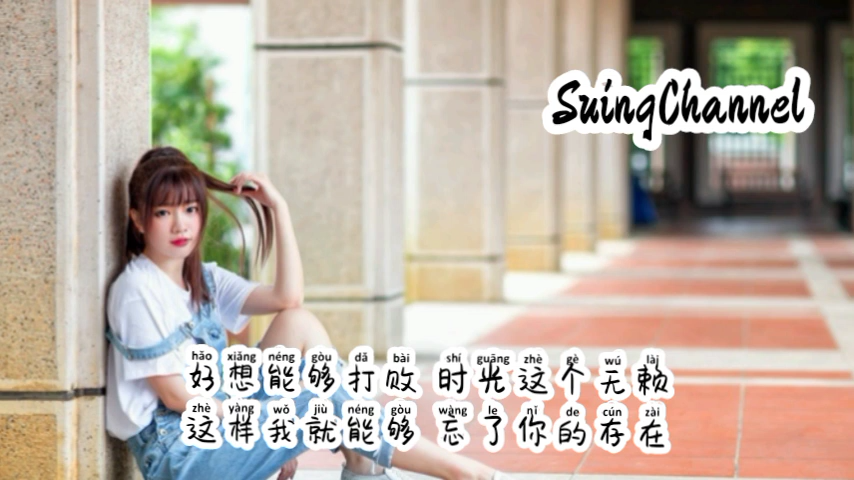 SuingChannel
hǎo xiǎng néng gòu dǎ bài shí guāng zhè gè wú lài
好想能够打败 时光这个无赖
zhè yàng wǒ jiù néng gòu wàng le nǐ de cún zài
这样我就能够 忘了你的存在